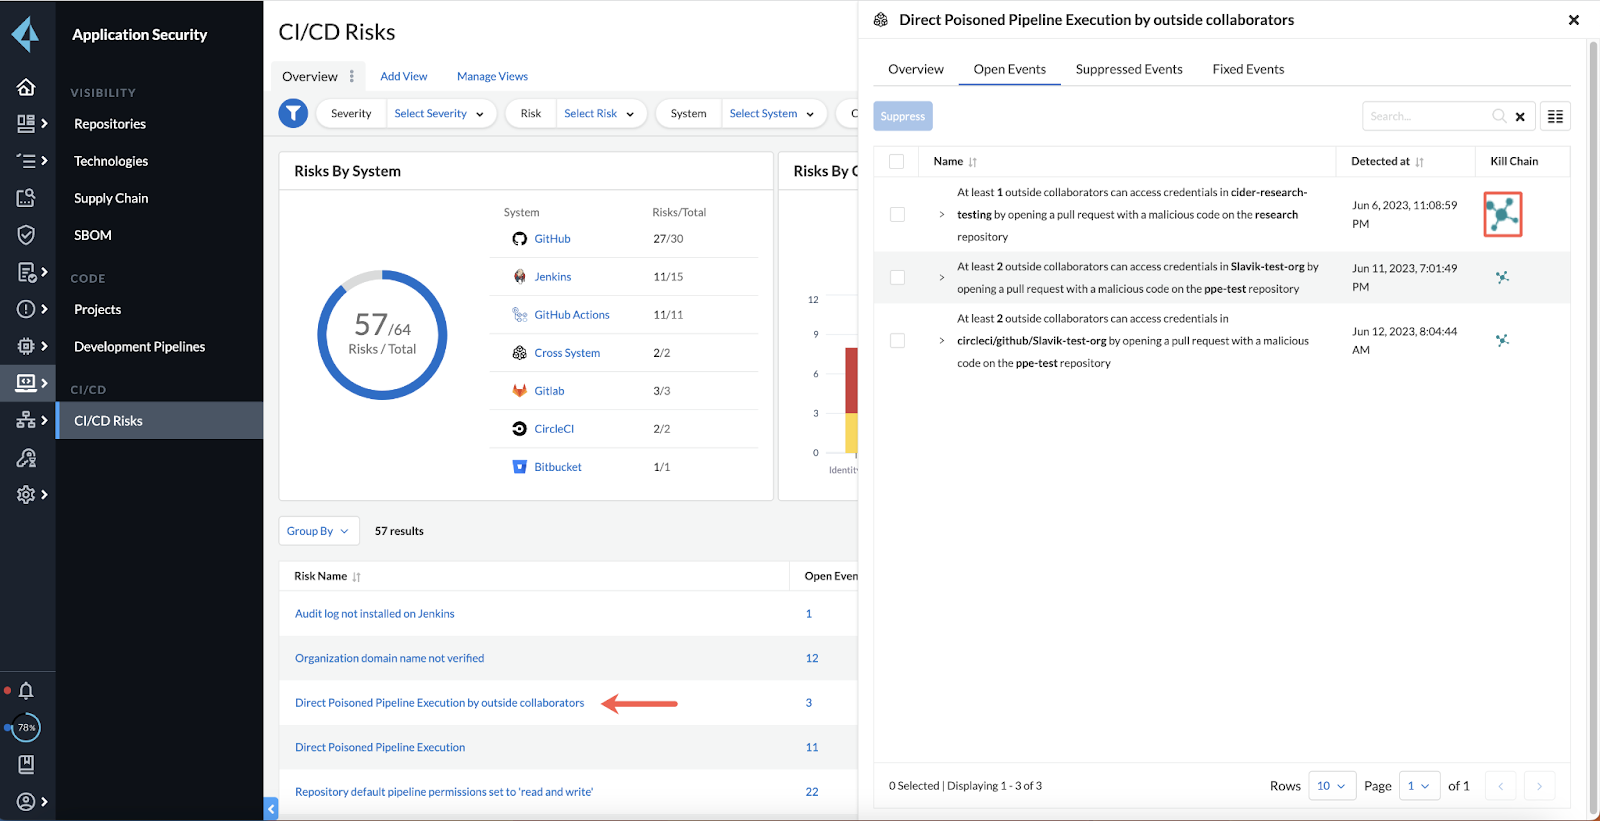 Application Security
VISIBILITY
Repositories
Technologies
Supply Chain
SBOM
CODE
Projects
Development Pipelines
CI/CD
CI/CD Risks
78%
CI/CD Risks
Overview
Add View
Manage Views
Severity
Select Severity
Risk
Select Risk
System
Select System
C
Risks By System
System
Risks/Total
GitHub
27/30
Jenkins
11/15
GitHub Actions
11/11
Cross System
2/2
Gitlab
3/3
CircleCI
2/2
Bitbucket
1/1
57/64
Risks / Total
Risks By C
12
9
6
3
0
Identit
Group By
57 results
Risk Name
Open Even
Audit log not installed on Jenkins
1
Organization domain name not verified
12
Direct Poisoned Pipeline Execution by outside collaborators
3
Direct Poisoned Pipeline Execution
11
Repository default pipeline permissions set to 'read and write'
22
Direct Poisoned Pipeline Execution by outside collaborators
Overview
Open Events
Suppressed Events
Fixed Events
Suppress
Search...
Name
Detected at
Kill Chain
At least 1 outside collaborators can access credentials in cider-research-
testing by opening a pull request with a malicious code on the research
repository
Jun 6, 2023, 11:08:59
PM
At least 2 outside collaborators can access credentials in Slavik-test-org by
opening a pull request with a malicious code on the ppe-test repository
Jun 11, 2023, 7:01:49
PM
At least 2 outside collaborators can access credentials in
circleci/github/Slavik-test-org by opening a pull request with a malicious
code on the ppe-test repository
Jun 12, 2023, 8:04:44
AM
0 Selected | Displaying 1 - 3 of 3
Rows
10
Page
1
of 1